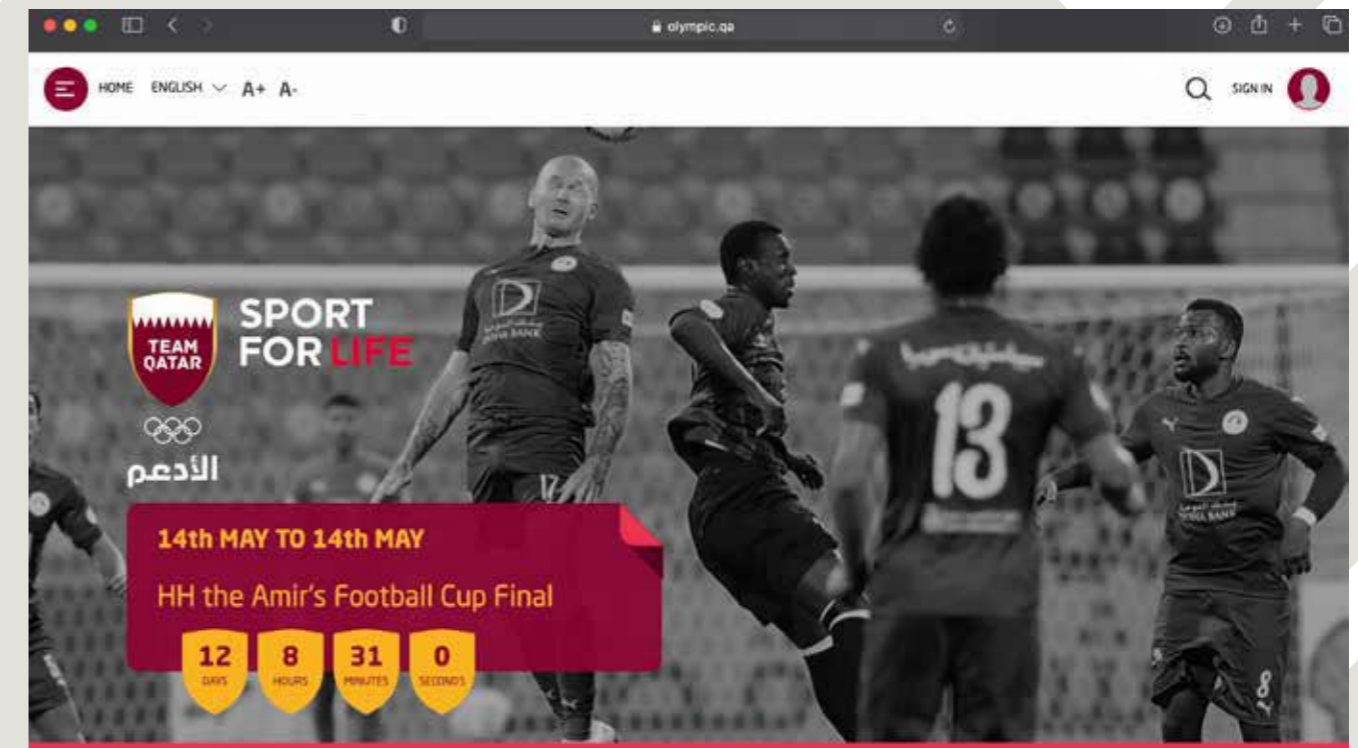 olympic.qa
HOME ENGLISH A+ A-
SIGN IN
SPORT
FOR LIFE
TEAM
QATAR
الأدعم
17
13
8
14th MAY TO 14th MAY
HH the Amir's Football Cup Final
12 8 31 0
DAYS HOURS MINUTES SECONDS